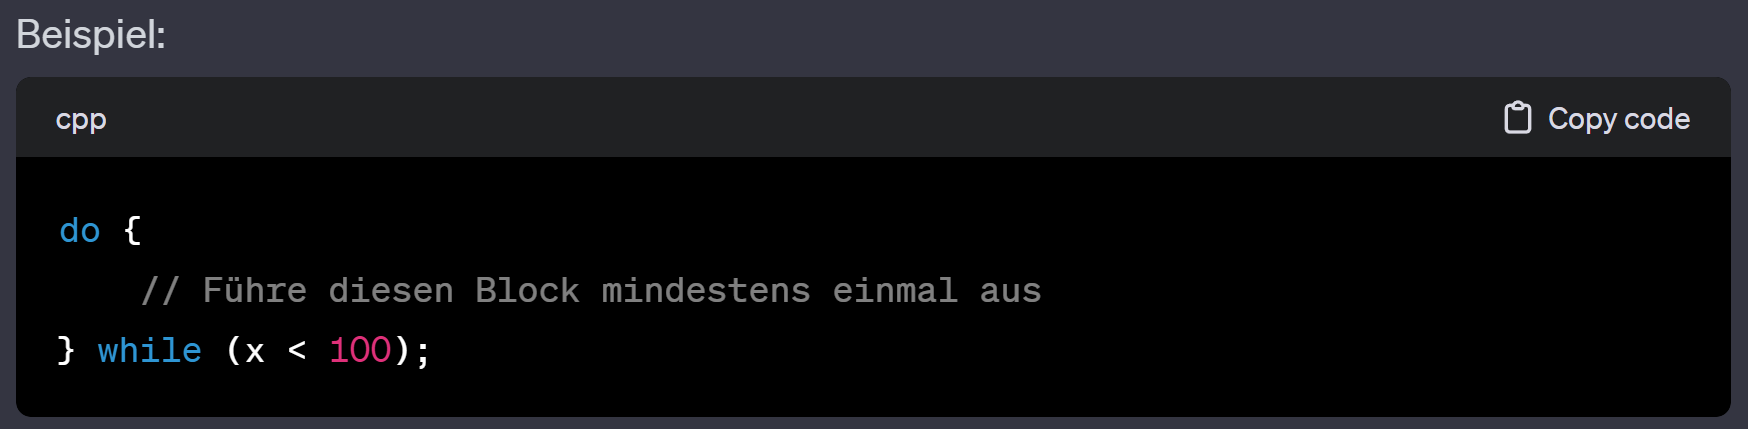 Beispiel:
cpp
Copy code
do {
    // Führe diesen Block mindestens einmal aus
} while (x < 100);